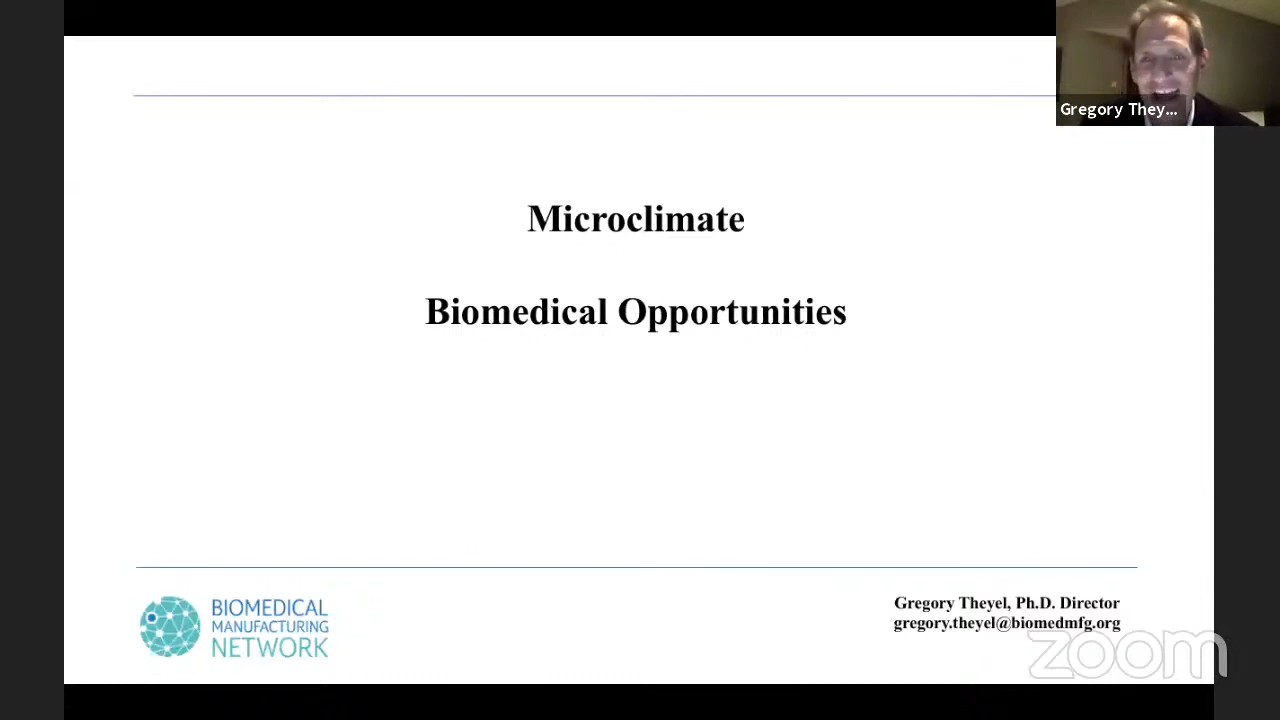 Gregory They...
Microclimate
Biomedical Opportunities
BIOMEDICAL
MANUFACTURING
NETWORK
Gregory Theyel, Ph.D. Director
gregory.theyel@biomedmfg.org
zoom